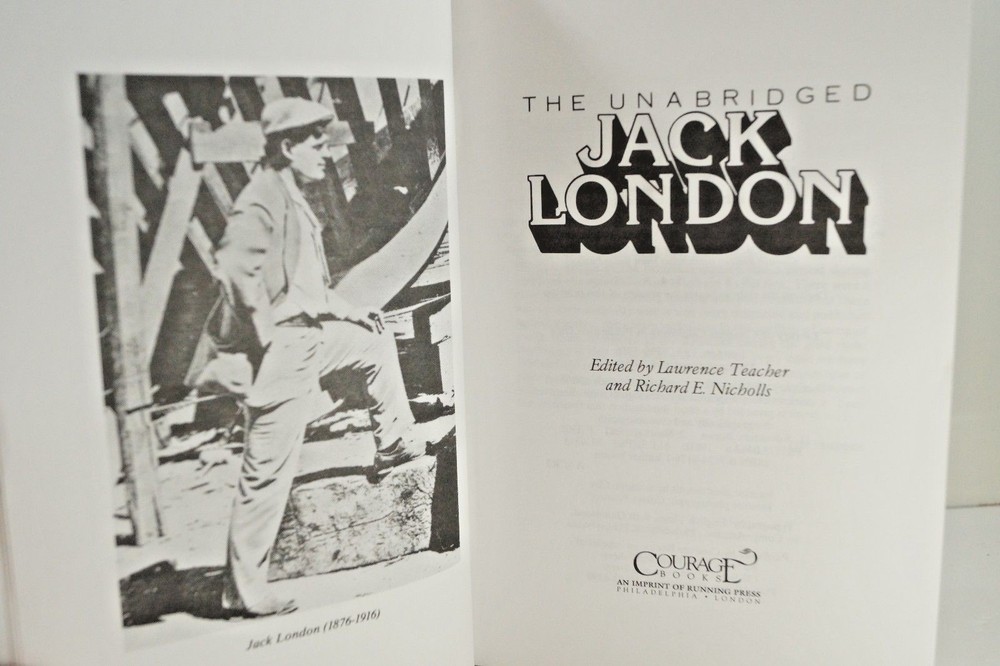 Jack London (1876-1916)
THE UNABRIDGED
JACK
LONDON
Edited by Lawrence Teacher
and Richard E. Nicholls
COURAGE
BOOKS
AN IMPRINT OF RUNNING PRESS
PHILADELPHIA • LONDON